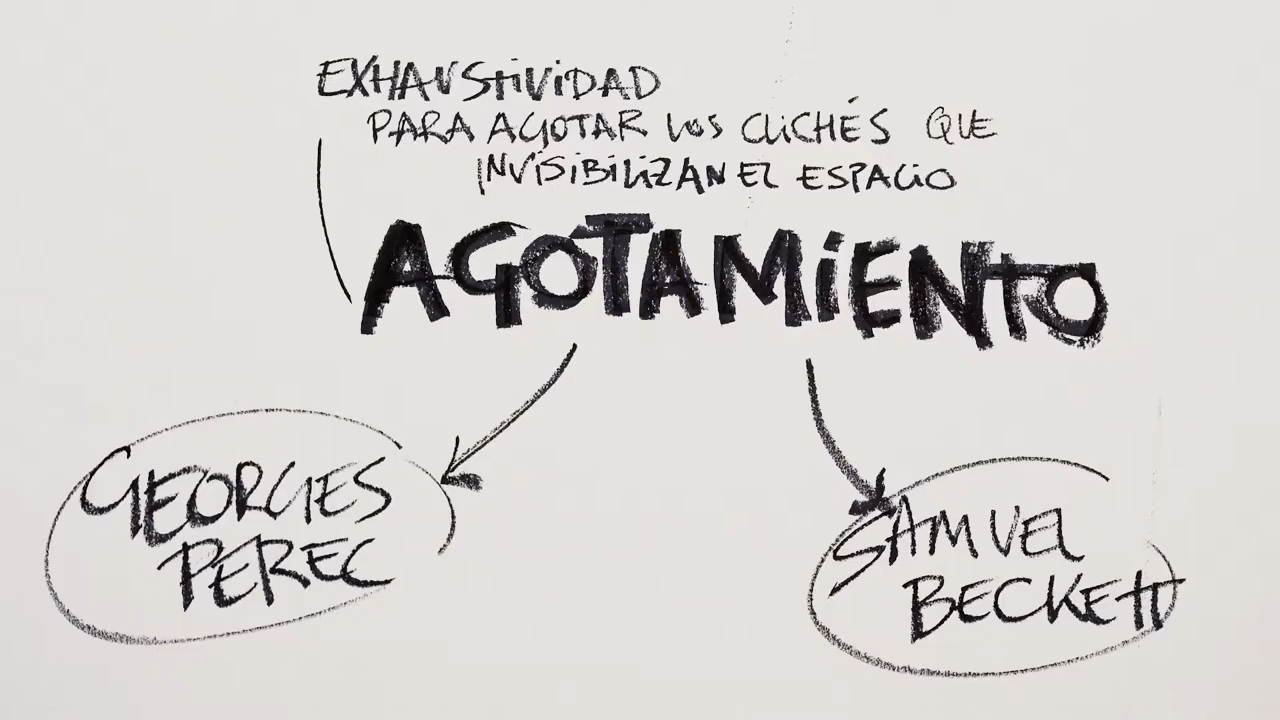 EXHAUSTiViDAD
PARA AGOTAR LOS CLiCHÉS QUE
INViSiBiLiZAN EL ESPACiO
AGOTAMiENTO
GEORGES
PEREC
SAMUEL
BECKETT